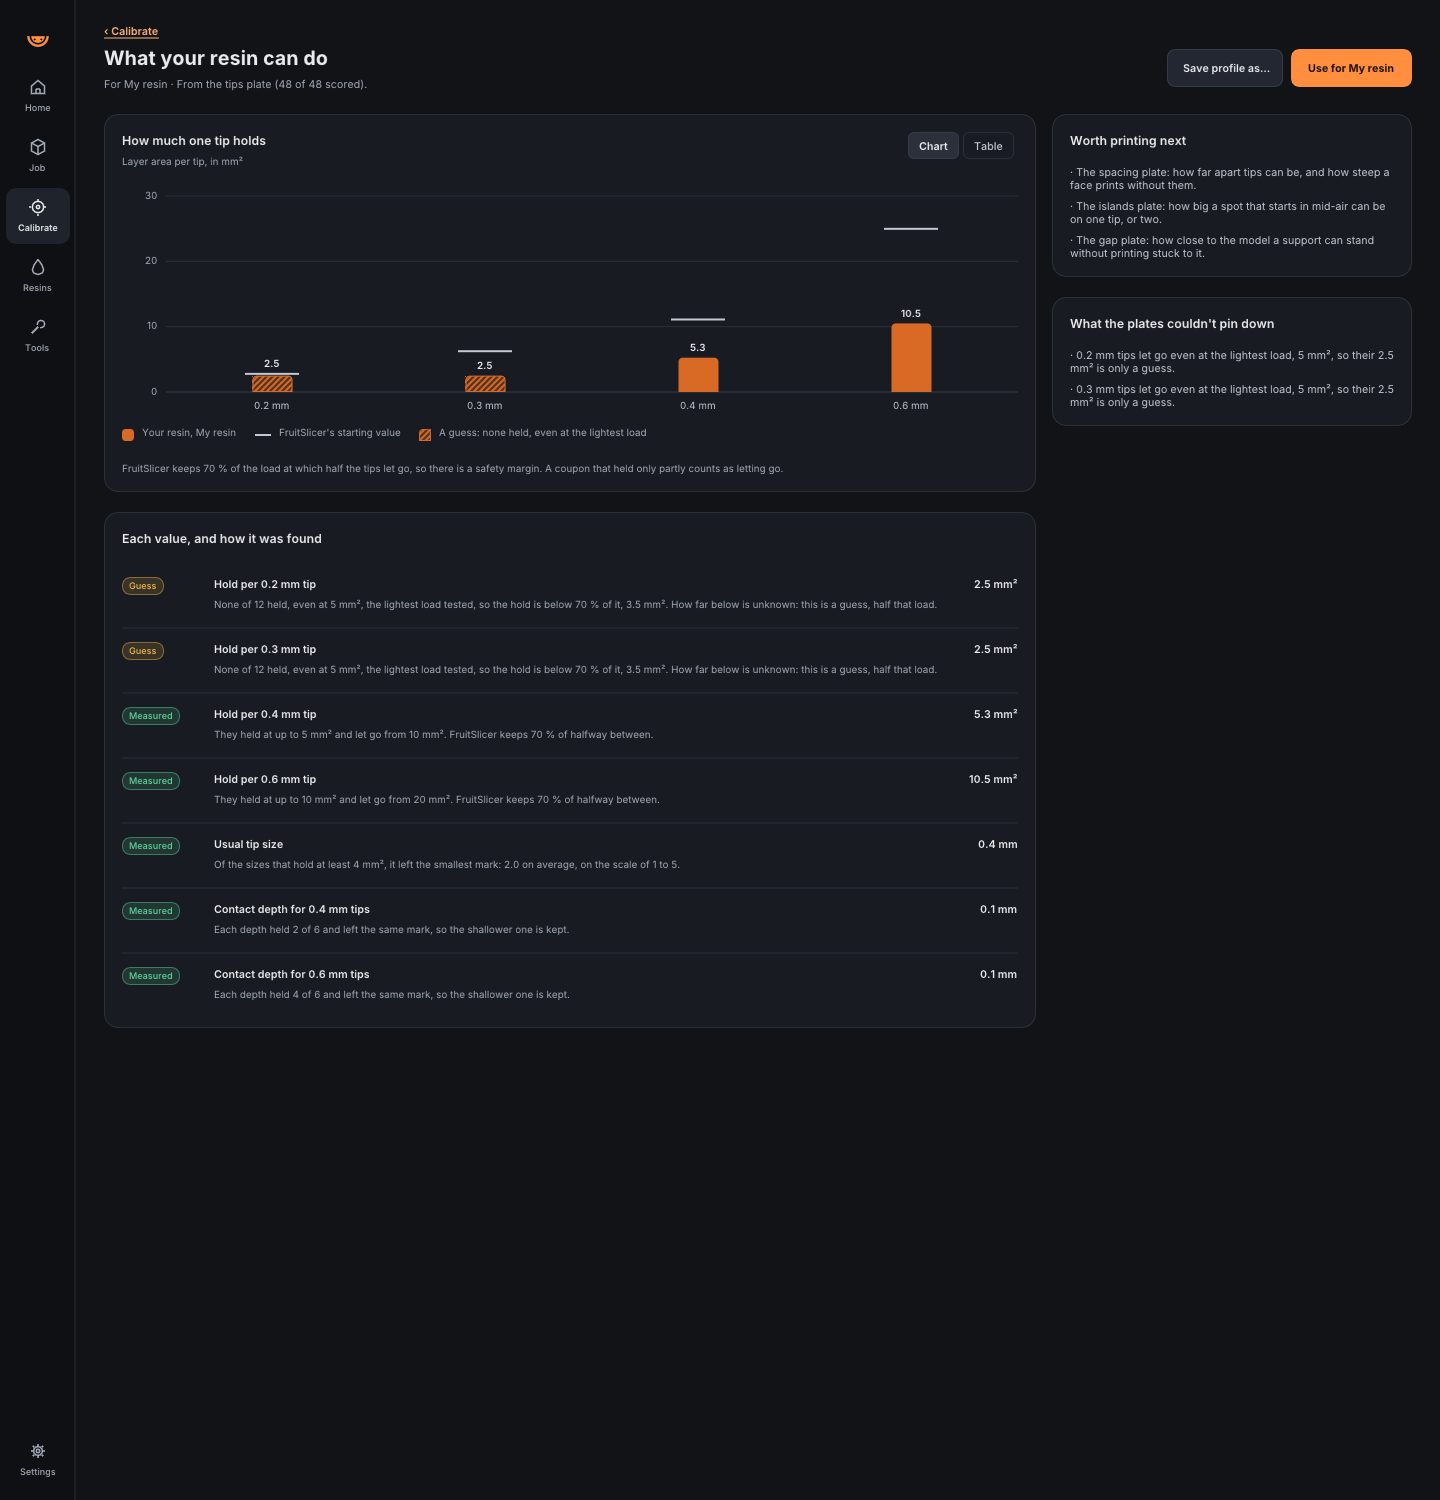 ‹ Calibrate
What your resin can do
For My resin · From the tips plate (48 of 48 scored).
Save profile as...
Use for My resin
Home
Job
Calibrate
Resins
Tools
Settings
How much one tip holds
Layer area per tip, in mm²
Chart
Table
30
20
10
0
2.5
2.5
5.3
10.5
0.2 mm
0.3 mm
0.4 mm
0.6 mm
Your resin, My resin
FruitSlicer's starting value
A guess: none held, even at the lightest load
FruitSlicer keeps 70 % of the load at which half the tips let go, so there is a safety margin. A coupon that held only partly counts as letting go.
Worth printing next
· The spacing plate: how far apart tips can be, and how steep a
face prints without them.
· The islands plate: how big a spot that starts in mid-air can be
on one tip, or two.
· The gap plate: how close to the model a support can stand
without printing stuck to it.
What the plates couldn't pin down
· 0.2 mm tips let go even at the lightest load, 5 mm², so their 2.5
mm² is only a guess.
· 0.3 mm tips let go even at the lightest load, 5 mm², so their 2.5
mm² is only a guess.
Each value, and how it was found
Guess
Hold per 0.2 mm tip
2.5 mm²
None of 12 held, even at 5 mm², the lightest load tested, so the hold is below 70 % of it, 3.5 mm². How far below is unknown: this is a guess, half that load.
Guess
Hold per 0.3 mm tip
2.5 mm²
None of 12 held, even at 5 mm², the lightest load tested, so the hold is below 70 % of it, 3.5 mm². How far below is unknown: this is a guess, half that load.
Measured
Hold per 0.4 mm tip
5.3 mm²
They held at up to 5 mm² and let go from 10 mm². FruitSlicer keeps 70 % of halfway between.
Measured
Hold per 0.6 mm tip
10.5 mm²
They held at up to 10 mm² and let go from 20 mm². FruitSlicer keeps 70 % of halfway between.
Measured
Usual tip size
0.4 mm
Of the sizes that hold at least 4 mm², it left the smallest mark: 2.0 on average, on the scale of 1 to 5.
Measured
Contact depth for 0.4 mm tips
0.1 mm
Each depth held 2 of 6 and left the same mark, so the shallower one is kept.
Measured
Contact depth for 0.6 mm tips
0.1 mm
Each depth held 4 of 6 and left the same mark, so the shallower one is kept.